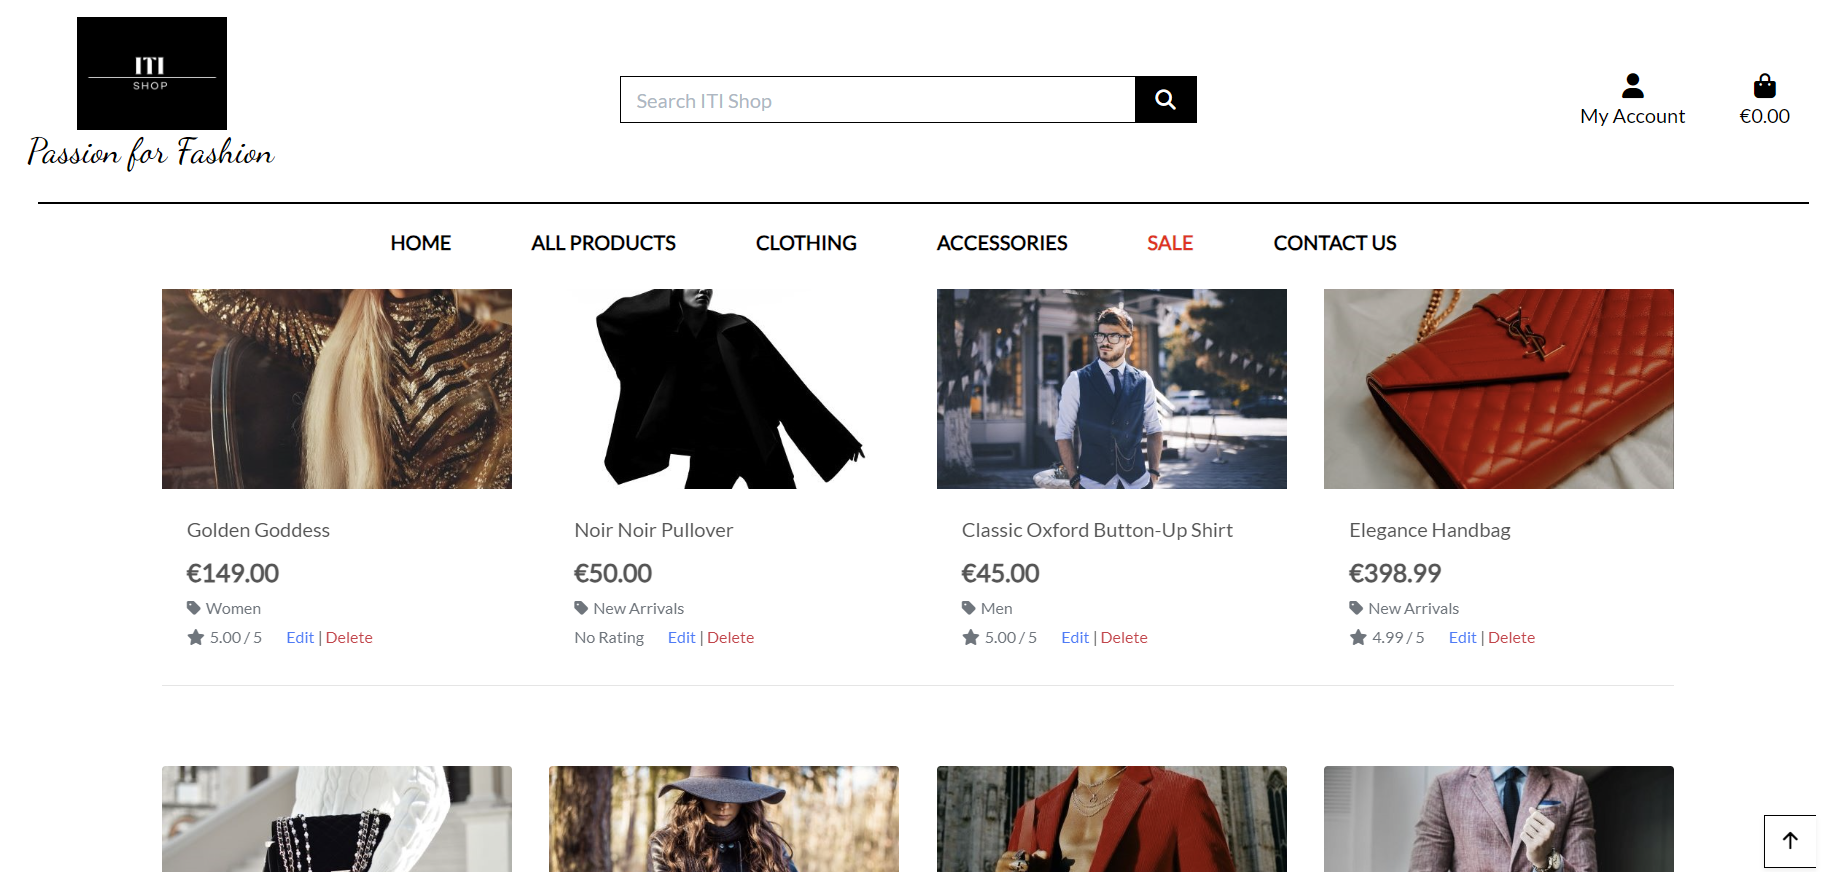 ITI
SHOP
Passion for Fashion
Search ITI Shop
My Account
€0.00
HOME ALL PRODUCTS CLOTHING ACCESSORIES SALE CONTACT US
Golden Goddess
€149.00
Women
5.00 / 5 Edit | Delete
Noir Noir Pullover
€50.00
New Arrivals
No Rating Edit | Delete
Classic Oxford Button-Up Shirt
€45.00
Men
5.00 / 5 Edit | Delete
Elegance Handbag
€398.99
New Arrivals
4.99 / 5 Edit | Delete